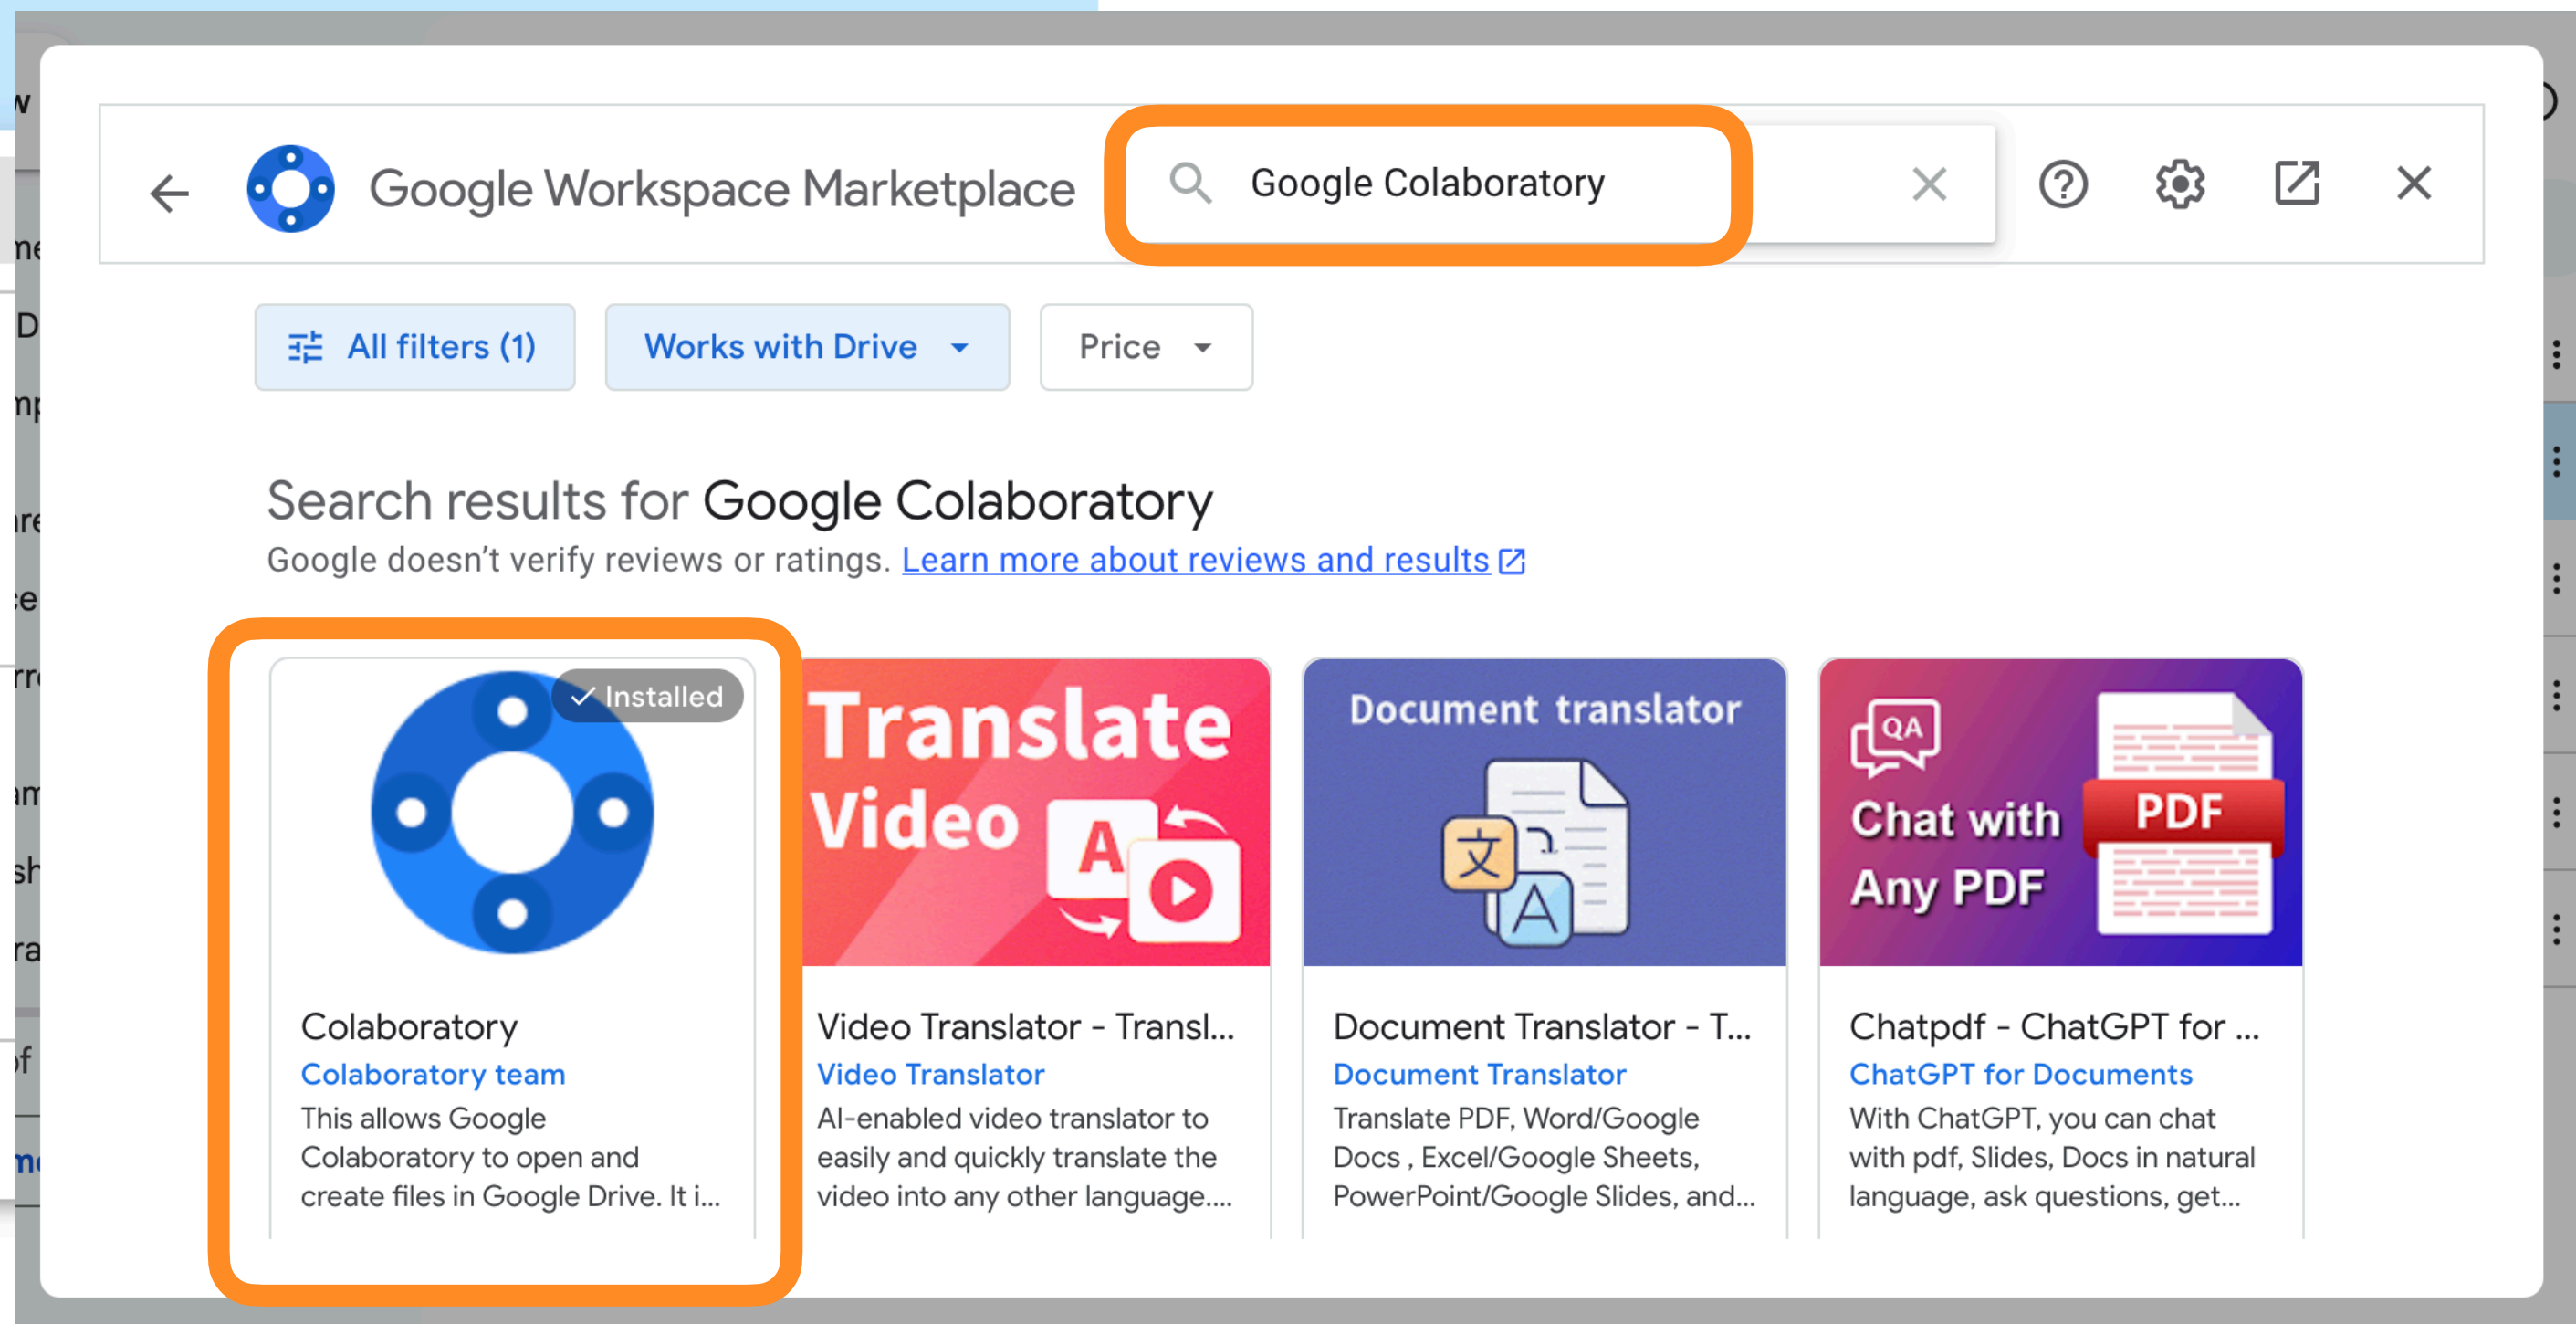 Google Workspace Marketplace
Google Colaboratory
All filters (1)
Works with Drive
Price
Search results for Google Colaboratory
Google doesn't verify reviews or ratings. Learn more about reviews and results
Installed
Colaboratory
Colaboratory team
This allows Google
Colaboratory to open and
create files in Google Drive. It i...
Translate
Video
A
Video Translator - Transl...
Video Translator
AI-enabled video translator to
easily and quickly translate the
video into any other language....
Document translator
文
A
Document Translator - T...
Document Translator
Translate PDF, Word/Google
Docs , Excel/Google Sheets,
PowerPoint/Google Slides, and...
QA
Chat with
Any PDF
PDF
Chatpdf - ChatGPT for ...
ChatGPT for Documents
With ChatGPT, you can chat
with pdf, Slides, Docs in natural
language, ask questions, get...